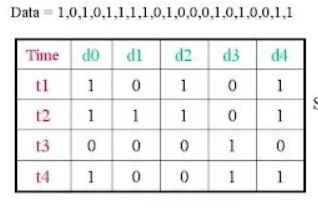 Data = 1,0,1,0,1,1,1,1,0,1,0,0,0,1,0,1,0,0,1,1
Time d0 d1 d2 d3 d4
t1 1 0 1 0 1
t2 1 1 1 0 1
t3 0 0 0 1 0
t4 1 0 0 1 1